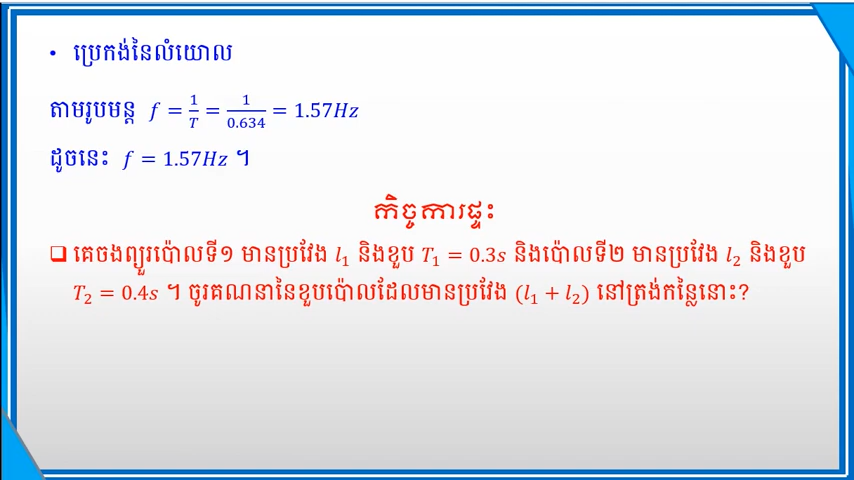 • ប្រេកង់នៃលំយោល
តាមរូបមន្ត f = 1/T = 1/0.634 = 1.57Hz
ដូចនេះ f = 1.57Hz ។
កិច្ចការផ្ទះ
❑ គេចងព្យួរប៉ោលទី១ មានប្រវែង l₁ និងខួប T₁ = 0.3s និងប៉ោលទី២ មានប្រវែង l₂ និងខួប
T₂ = 0.4s ។ ចូរគណនានៃខួបប៉ោលដែលមានប្រវែង (l₁ + l₂) នៅត្រង់កន្លែនោះ?